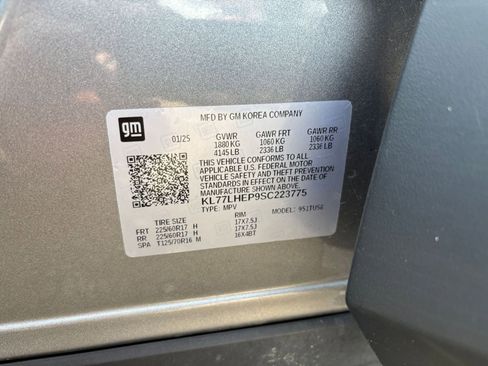 gm
MFD BY GM KOREA COMPANY
01/25 GVWR GAWR FRT GAWR RR
1880 KG 1060 KG 1060 KG
4145 LB 2336 LB 2336 LB
THIS VEHICLE CONFORMS TO ALL
APPLICABLE U.S. FEDERAL MOTOR
VEHICLE SAFETY AND THEFT PREVENTION
STANDARDS IN EFFECT ON THE DATE OF
MANUFACTURE SHOWN ABOVE.
KL77LHEP9SC223775
TYPE: MPV MODEL: 9S1TU58
TIRE SIZE RIM
FRT 225/60R17 H 17X7.5J
RR 225/60R17 H 17X7.5J
SPA T125/70R16 M 16X4BT